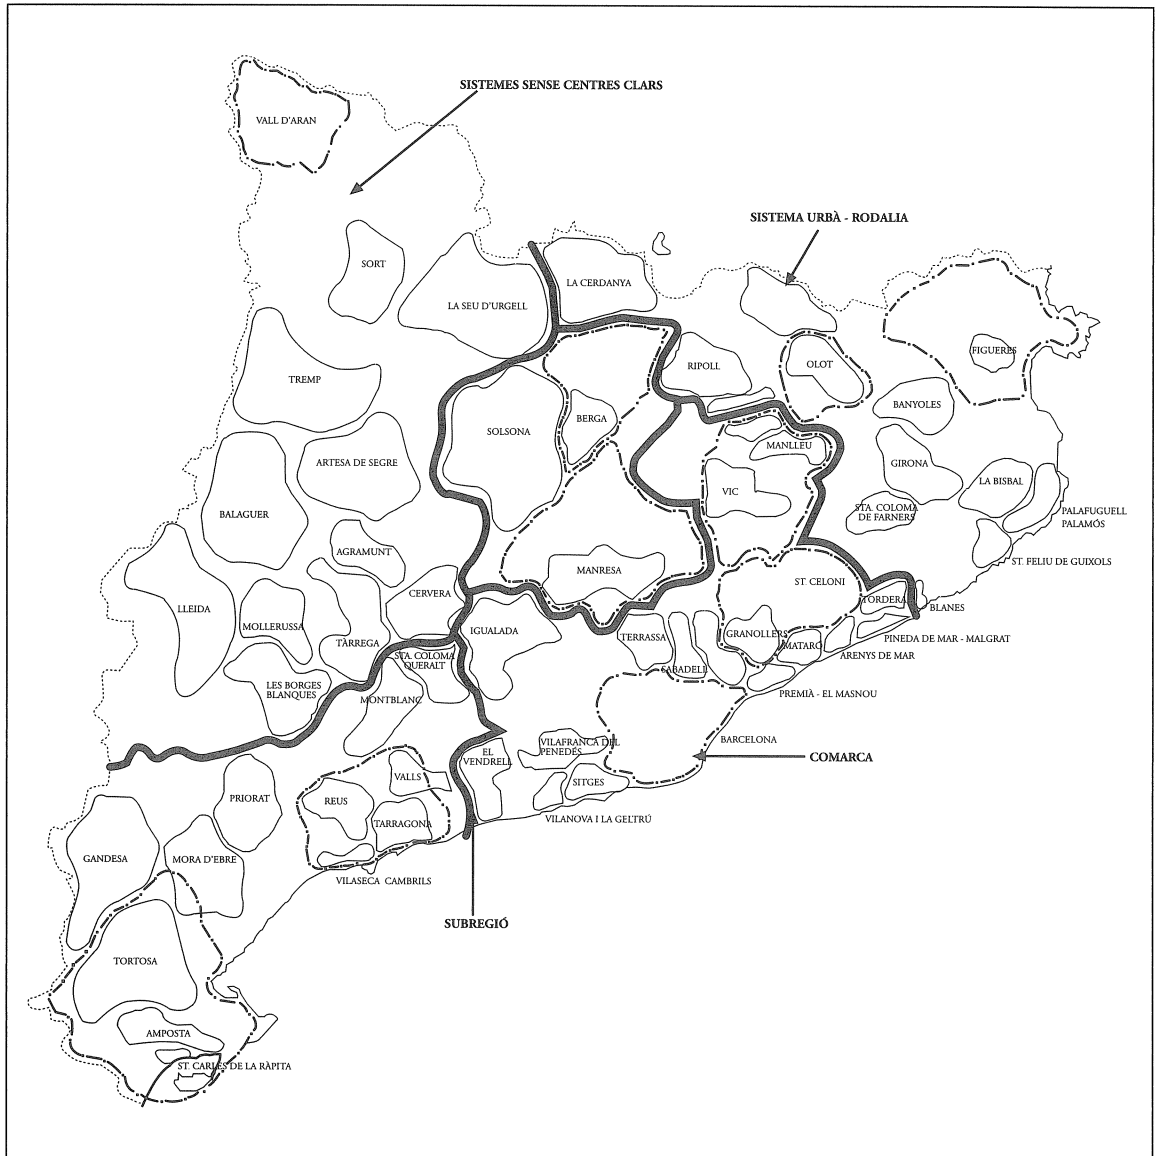 SISTEMES SENSE CENTRES CLARS
VALL D'ARAN
SISTEMA URBÀ - RODALIA
SORT
LA CERDANYA
LA SEU D'URGELL
FIGUERES
RIPOLL
OLOT
TREMP
BANYOLES
BERGA
SOLSONA
MANLLEU
ARTESA DE SEGRE
GIRONA
LA BISBAL
VIC
BALAGUER
STA. COLOMA
DE FARNERS
PALAFUGUELL
PALAMÓS
AGRAMUNT
ST. FELIU DE GUIXOLS
MANRESA
ST. CELONI
CERVERA
TORDERA
BLANES
LLEIDA
MOLLERUSSA
IGUALADA
TERRASSA
GRANOLLERS
PINEDA DE MAR - MALGRAT
TÀRREGA
MATARÓ
ARENYS DE MAR
STA. COLOMA
QUERALT
SABADELL
LES BORGES
BLANQUES
MONTBLANC
PREMIÀ - EL MASNOU
BARCELONA
VILAFRANCA DEL
PENEDÈS
EL
VENDRELL
COMARCA
VALLS
SITGES
PRIORAT
REUS
TARRAGONA
VILANOVA I LA GELTRÚ
GANDESA
MORA D'EBRE
VILASECA CAMBRILS
SUBREGIÓ
TORTOSA
AMPOSTA
ST. CARLES DE LA RÀPITA